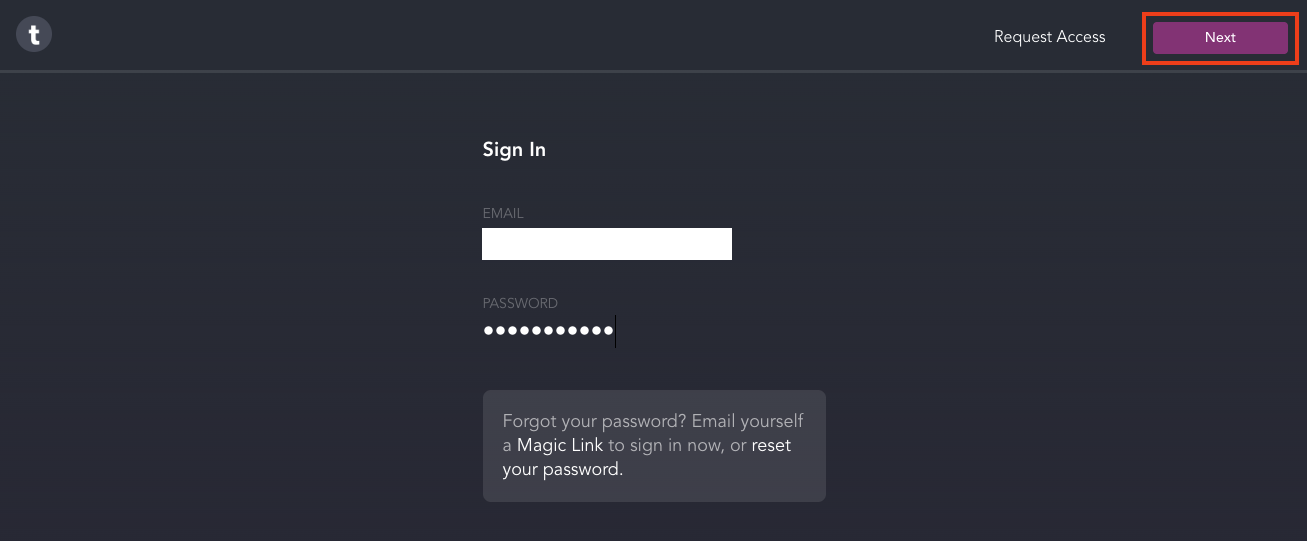 t
Request Access
Next
Sign In
EMAIL
PASSWORD
●●●●●●●●●●●
Forgot your password? Email yourself
a Magic Link to sign in now, or reset
your password.